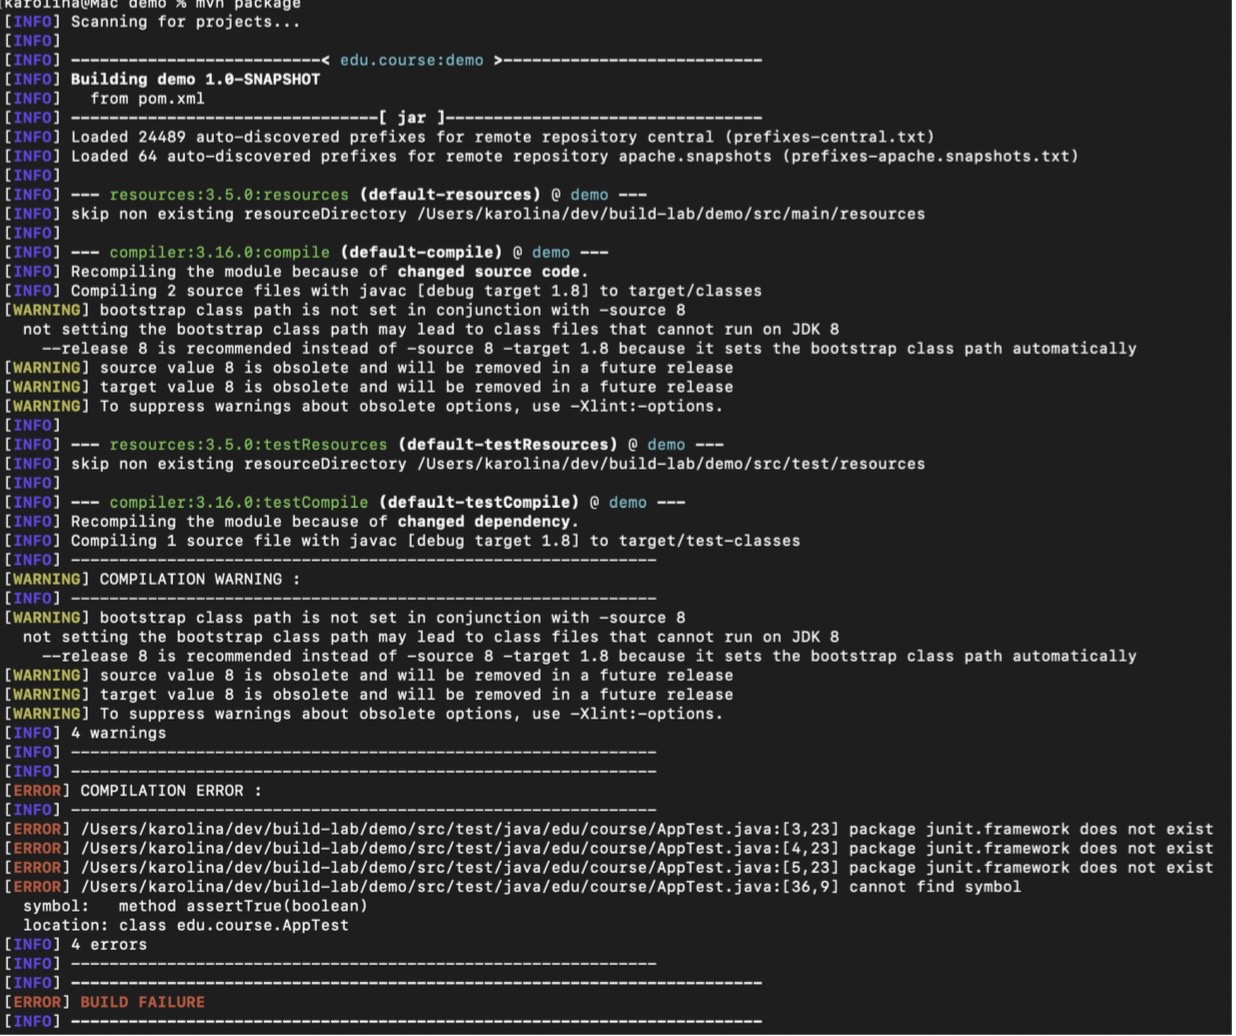 [karolina@Mac demo % mvn package
[INFO] Scanning for projects...
[INFO]
[INFO] --------------------------< edu.course:demo >---------------------------
[INFO] Building demo 1.0-SNAPSHOT
[INFO]   from pom.xml
[INFO] --------------------------------[ jar ]---------------------------------
[INFO] Loaded 24489 auto-discovered prefixes for remote repository central (prefixes-central.txt)
[INFO] Loaded 64 auto-discovered prefixes for remote repository apache.snapshots (prefixes-apache.snapshots.txt)
[INFO]
[INFO] --- resources:3.5.0:resources (default-resources) @ demo ---
[INFO] skip non existing resourceDirectory /Users/karolina/dev/build-lab/demo/src/main/resources
[INFO]
[INFO] --- compiler:3.16.0:compile (default-compile) @ demo ---
[INFO] Recompiling the module because of changed source code.
[INFO] Compiling 2 source files with javac [debug target 1.8] to target/classes
[WARNING] bootstrap class path is not set in conjunction with -source 8
  not setting the bootstrap class path may lead to class files that cannot run on JDK 8
    --release 8 is recommended instead of -source 8 -target 1.8 because it sets the bootstrap class path automatically
[WARNING] source value 8 is obsolete and will be removed in a future release
[WARNING] target value 8 is obsolete and will be removed in a future release
[WARNING] To suppress warnings about obsolete options, use -Xlint:-options.
[INFO]
[INFO] --- resources:3.5.0:testResources (default-testResources) @ demo ---
[INFO] skip non existing resourceDirectory /Users/karolina/dev/build-lab/demo/src/test/resources
[INFO]
[INFO] --- compiler:3.16.0:testCompile (default-testCompile) @ demo ---
[INFO] Recompiling the module because of changed dependency.
[INFO] Compiling 1 source file with javac [debug target 1.8] to target/test-classes
[INFO] -------------------------------------------------------------
[WARNING] COMPILATION WARNING :
[INFO] -------------------------------------------------------------
[WARNING] bootstrap class path is not set in conjunction with -source 8
  not setting the bootstrap class path may lead to class files that cannot run on JDK 8
    --release 8 is recommended instead of -source 8 -target 1.8 because it sets the bootstrap class path automatically
[WARNING] source value 8 is obsolete and will be removed in a future release
[WARNING] target value 8 is obsolete and will be removed in a future release
[WARNING] To suppress warnings about obsolete options, use -Xlint:-options.
[INFO] 4 warnings
[INFO] -------------------------------------------------------------
[INFO] -------------------------------------------------------------
[ERROR] COMPILATION ERROR :
[INFO] -------------------------------------------------------------
[ERROR] /Users/karolina/dev/build-lab/demo/src/test/java/edu/course/AppTest.java:[3,23] package junit.framework does not exist
[ERROR] /Users/karolina/dev/build-lab/demo/src/test/java/edu/course/AppTest.java:[4,23] package junit.framework does not exist
[ERROR] /Users/karolina/dev/build-lab/demo/src/test/java/edu/course/AppTest.java:[5,23] package junit.framework does not exist
[ERROR] /Users/karolina/dev/build-lab/demo/src/test/java/edu/course/AppTest.java:[36,9] cannot find symbol
  symbol:   method assertTrue(boolean)
  location: class edu.course.AppTest
[INFO] 4 errors
[INFO] -------------------------------------------------------------
[INFO] ------------------------------------------------------------------------
[ERROR] BUILD FAILURE
[INFO] ------------------------------------------------------------------------